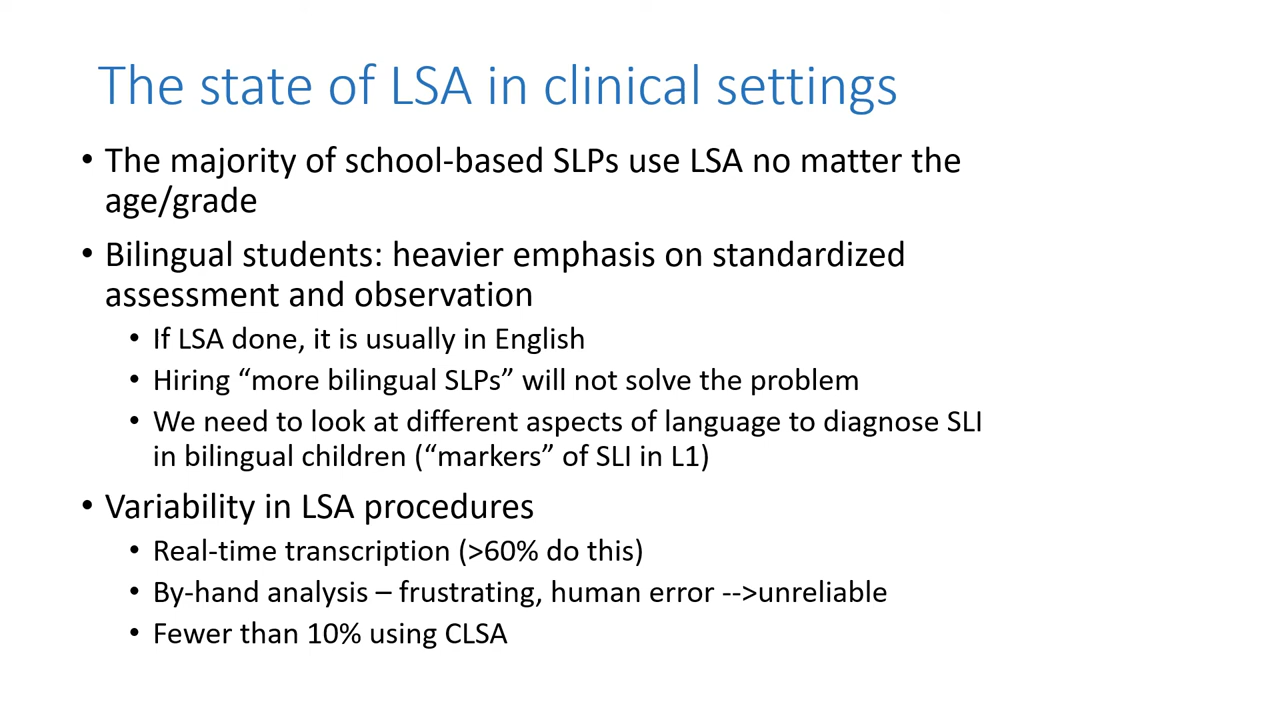 The state of LSA in clinical settings
• The majority of school-based SLPs use LSA no matter the
age/grade
• Bilingual students: heavier emphasis on standardized
assessment and observation
• If LSA done, it is usually in English
• Hiring “more bilingual SLPs” will not solve the problem
• We need to look at different aspects of language to diagnose SLI
in bilingual children (“markers” of SLI in L1)
• Variability in LSA procedures
• Real-time transcription (>60% do this)
• By-hand analysis – frustrating, human error -->unreliable
• Fewer than 10% using CLSA